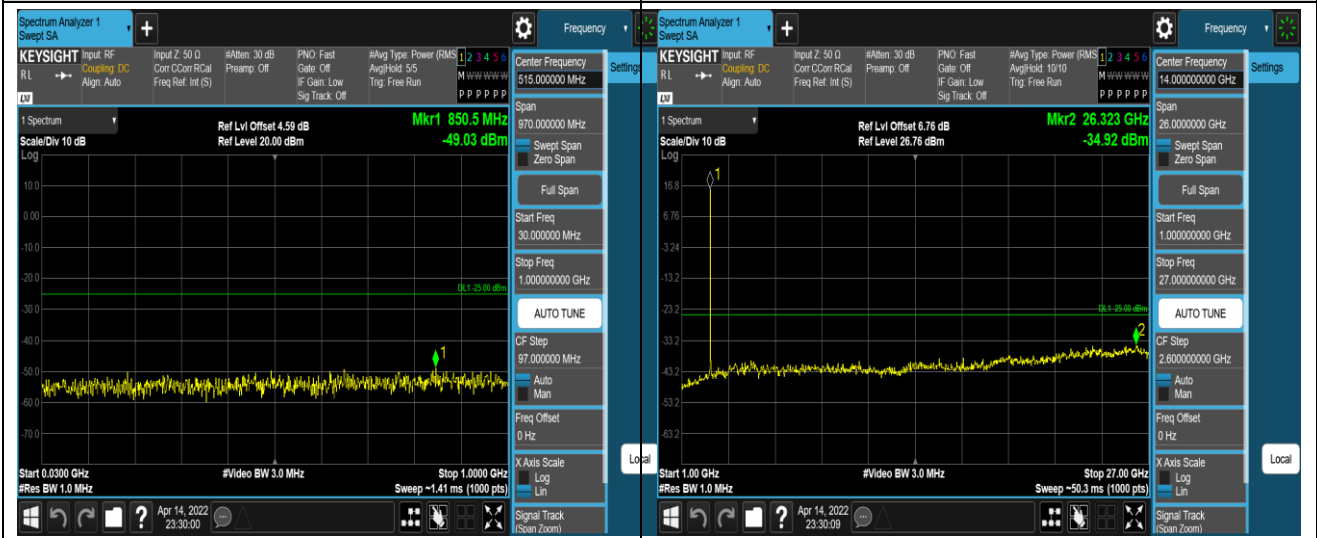 Spectrum Analyzer 1
Swept SA
+
Frequency
KEYSIGHT
RL
LXI
Input: RF
Coupling: DC
Align: Auto
Input Z: 50 Ω
Corr CCorr RCal
Freq Ref: Int (S)
#Atten: 30 dB
Preamp: Off
PNO: Fast
Gate: Off
IF Gain: Low
Sig Track: Off
#Avg Type: Power (RMS
Avg|Hold: 5/5
Trig: Free Run
1 2 3 4 5 6
M W W W W W
P P P P P P
1 Spectrum
Scale/Div 10 dB
Log
Ref Lvl Offset 4.59 dB
Ref Level 20.00 dBm
Mkr1 850.5 MHz
-49.03 dBm
10.0
0.00
-10.0
-20.0
DL1 -25.00 dBm
-30.0
-40.0
1
-50.0
-60.0
-70.0
Start 0.0300 GHz
#Res BW 1.0 MHz
#Video BW 3.0 MHz
Stop 1.0000 GHz
Sweep ~1.41 ms (1000 pts)
Center Frequency
515.000000 MHz
Span
970.000000 MHz
Swept Span
Zero Span
Full Span
Start Freq
30.000000 MHz
Stop Freq
1.000000000 GHz
AUTO TUNE
CF Step
97.000000 MHz
Auto
Man
Freq Offset
0 Hz
X Axis Scale
Log
Lin
Signal Track
(Span Zoom)
Settings
Local
?
Apr 14, 2022
23:30:00
Spectrum Analyzer 1
Swept SA
+
Frequency
KEYSIGHT
RL
LXI
Input: RF
Coupling: DC
Align: Auto
Input Z: 50 Ω
Corr CCorr RCal
Freq Ref: Int (S)
#Atten: 30 dB
Preamp: Off
PNO: Fast
Gate: Off
IF Gain: Low
Sig Track: Off
#Avg Type: Power (RMS
Avg|Hold: 10/10
Trig: Free Run
1 2 3 4 5 6
M W W W W W
P P P P P P
1 Spectrum
Scale/Div 10 dB
Log
Ref Lvl Offset 6.76 dB
Ref Level 26.76 dBm
Mkr2 26.323 GHz
-34.92 dBm
1
16.8
6.76
-3.24
-13.2
-23.2
DL1 -25.00 dBm
2
-33.2
-43.2
-53.2
-63.2
Start 1.00 GHz
#Res BW 1.0 MHz
#Video BW 3.0 MHz
Stop 27.00 GHz
Sweep ~50.3 ms (1000 pts)
Center Frequency
14.000000000 GHz
Span
26.0000000 GHz
Swept Span
Zero Span
Full Span
Start Freq
1.000000000 GHz
Stop Freq
27.000000000 GHz
AUTO TUNE
CF Step
2.600000000 GHz
Auto
Man
Freq Offset
0 Hz
X Axis Scale
Log
Lin
Signal Track
(Span Zoom)
Settings
Local
?
Apr 14, 2022
23:30:09